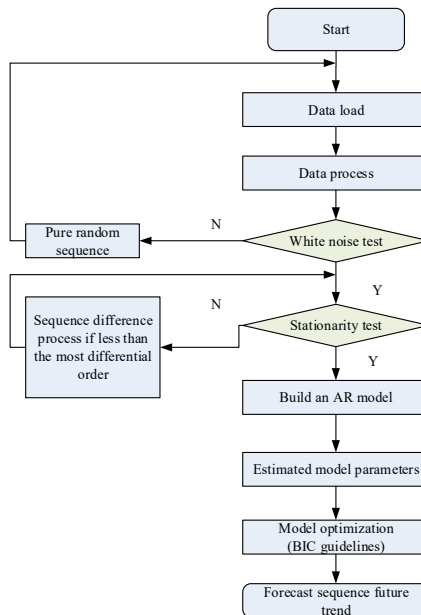 Start
Data load
Data process
N
Pure random
sequence
White noise test
Y
N
Sequence difference
process if less than
the most differential
order
Stationarity test
Y
Build an AR model
Estimated model parameters
Model optimization
(BIC guidelines)
Forecast sequence future
trend